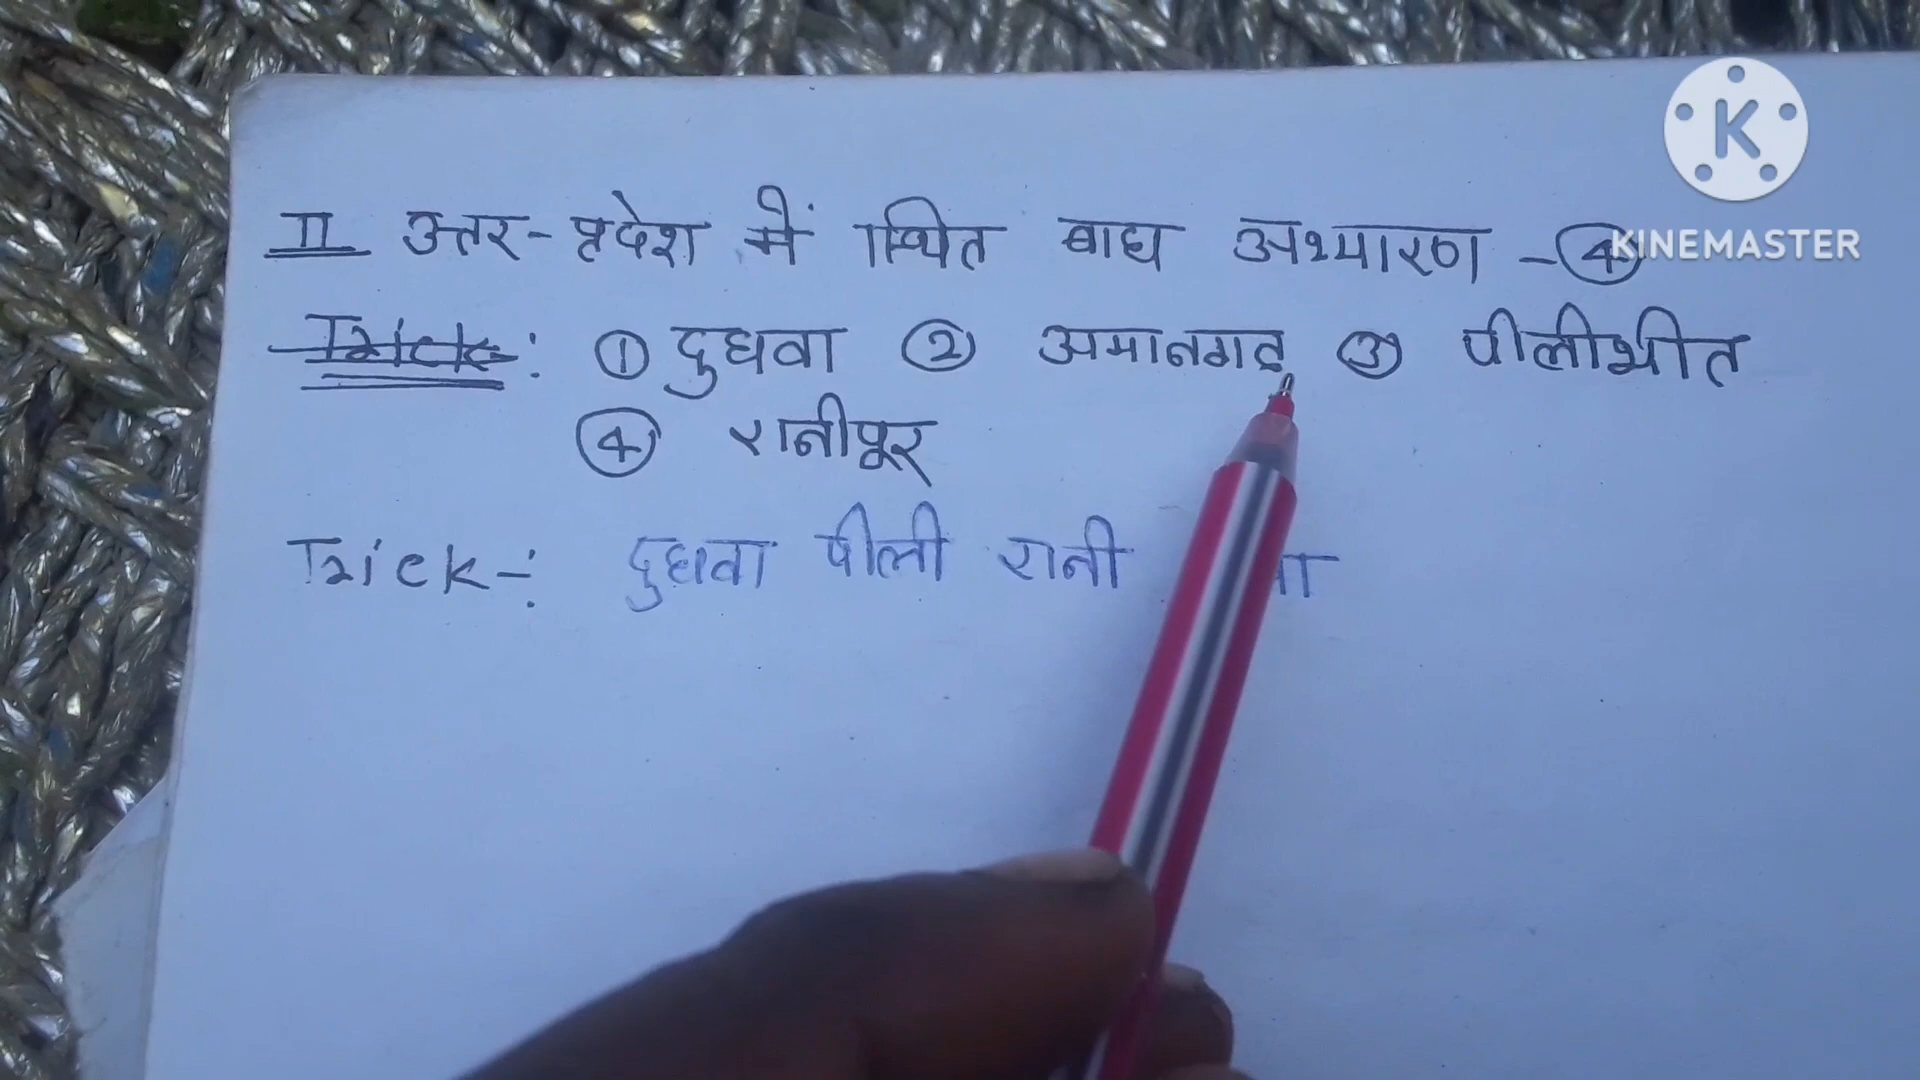 II उत्तर-प्रदेश में स्थित बाघ अभ्यारण - 4
KINEMASTER
Trick: ① दुधवा ② अमानगढ ③ पीलीभीत
④ रानीपूर
Trick-: दुधवा पीली रानी